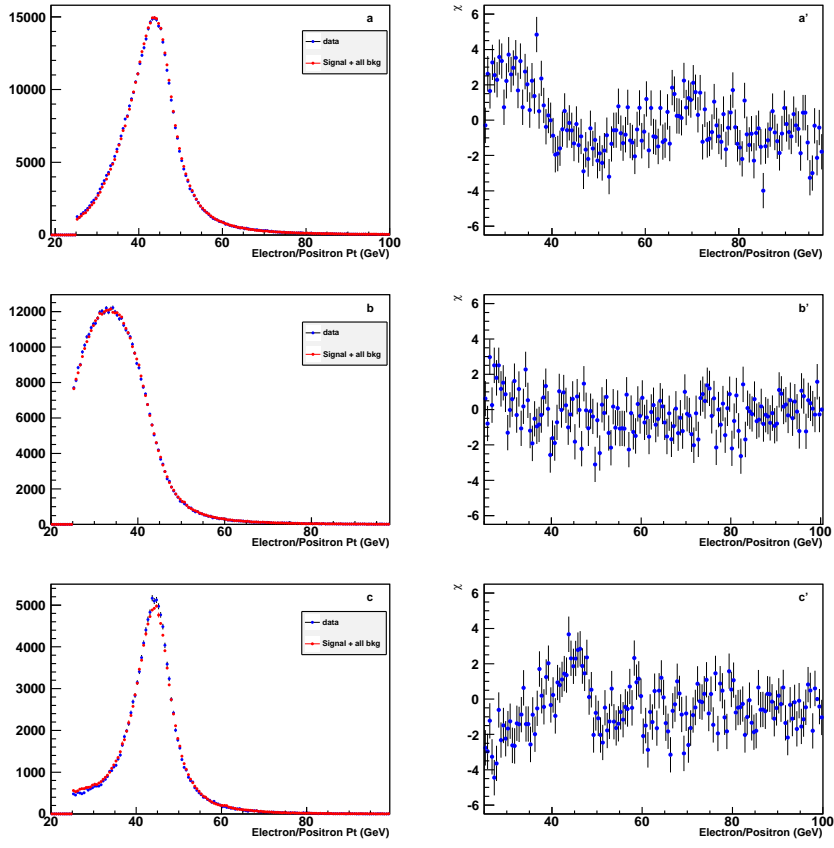 15000
10000
5000
0
20 40 60 80 100
Electron/Positron Pt (GeV)
a
data
Signal + all bkg
χ
6
4
2
0
-2
-4
-6
40 60 80
Electron/Positron (GeV)
a'
12000
10000
8000
6000
4000
2000
0
20 40 60 80
Electron/Positron Pt (GeV)
b
data
Signal + all bkg
χ
6
4
2
0
-2
-4
-6
40 60 80 100
Electron/Positron (GeV)
b'
5000
4000
3000
2000
1000
0
20 40 60 80
Electron/Positron Pt (GeV)
c
data
Signal + all bkg
χ
6
4
2
0
-2
-4
-6
40 60 80 100
Electron/Positron (GeV)
c'